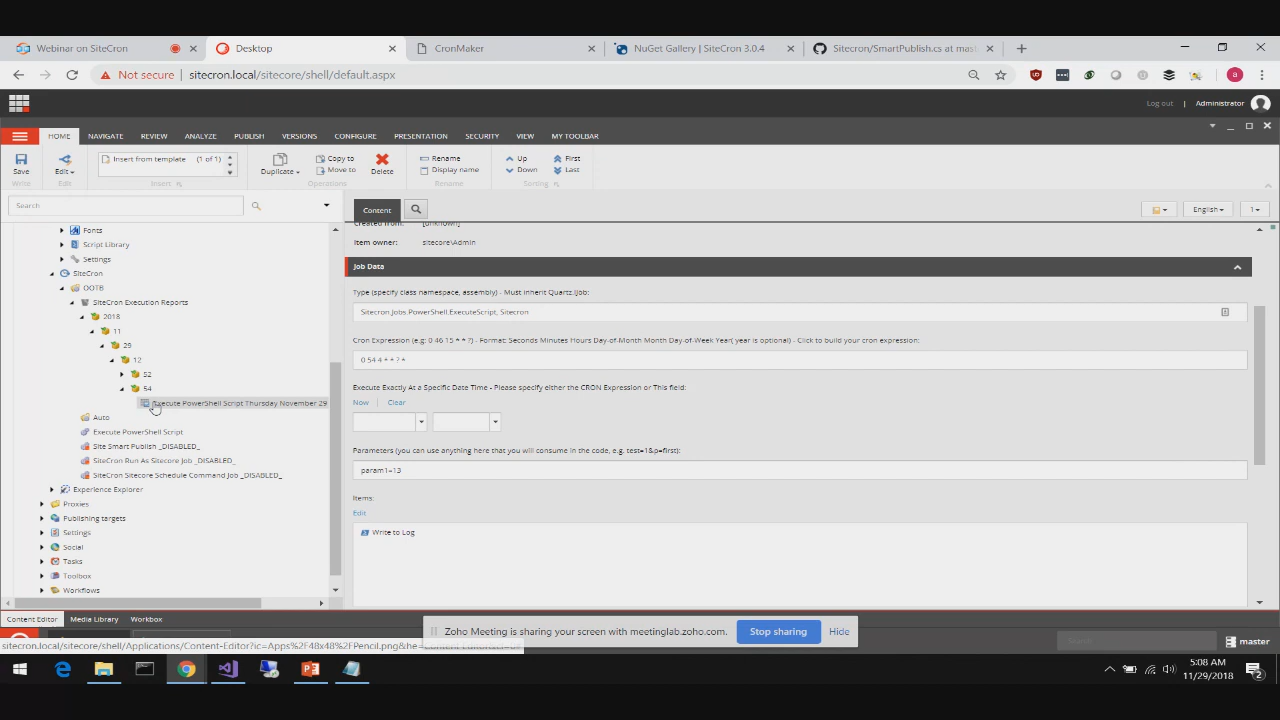 Webinar on SiteCron
Desktop
CronMaker
NuGet Gallery | SiteCron 3.0.4
Sitecron/SmartPublish.cs at mas
Not secure | sitecron.local/sitecore/shell/default.aspx
Log out | Administrator
HOME NAVIGATE REVIEW ANALYZE PUBLISH VERSIONS CONFIGURE PRESENTATION SECURITY VIEW MY TOOLBAR
Insert from template (1 of 1)
Copy to
Move to
Rename
Display name
Up
Down
First
Last
Save Edit Duplicate Delete
Write Edit Insert Operations Rename Sorting
Search
Content
English 1
Fonts
Script Library
Settings
SiteCron
OOTB
SiteCron Execution Reports
2018
11
29
12
52
54
Execute PowerShell Script Thursday November 29
Auto
Execute PowerShell Script
Site Smart Publish _DISABLED_
SiteCron Run As Sitecore Job _DISABLED_
SiteCron Sitecore Schedule Command Job _DISABLED_
Experience Explorer
Proxies
Publishing targets
Settings
Social
Tasks
Toolbox
Workflows
Created from: [unknown]
Item owner: sitecore\Admin
Job Data
Type (specify class namespace, assembly) - Must inherit Quartz.IJob:
Sitecron.Jobs.PowerShell.ExecuteScript, Sitecron
Cron Expression (e.g: 0 46 15 * * ?) - Format: Seconds Minutes Hours Day-of-Month Month Day-of-Week Year( year is optional) - Click to build your cron expression:
0 54 4 * * ? *
Execute Exactly At a Specific Date Time - Please specify either the CRON Expression or This field:
Now | Clear
Parameters (you can use anything here that you will consume in the code, e.g. test=1&p=first):
param1=13
Items:
Edit
Write to Log
Content Editor Media Library Workbox
Zoho Meeting is sharing your screen with meetinglab.zoho.com. Stop sharing Hide
master
5:08 AM
11/29/2018
2